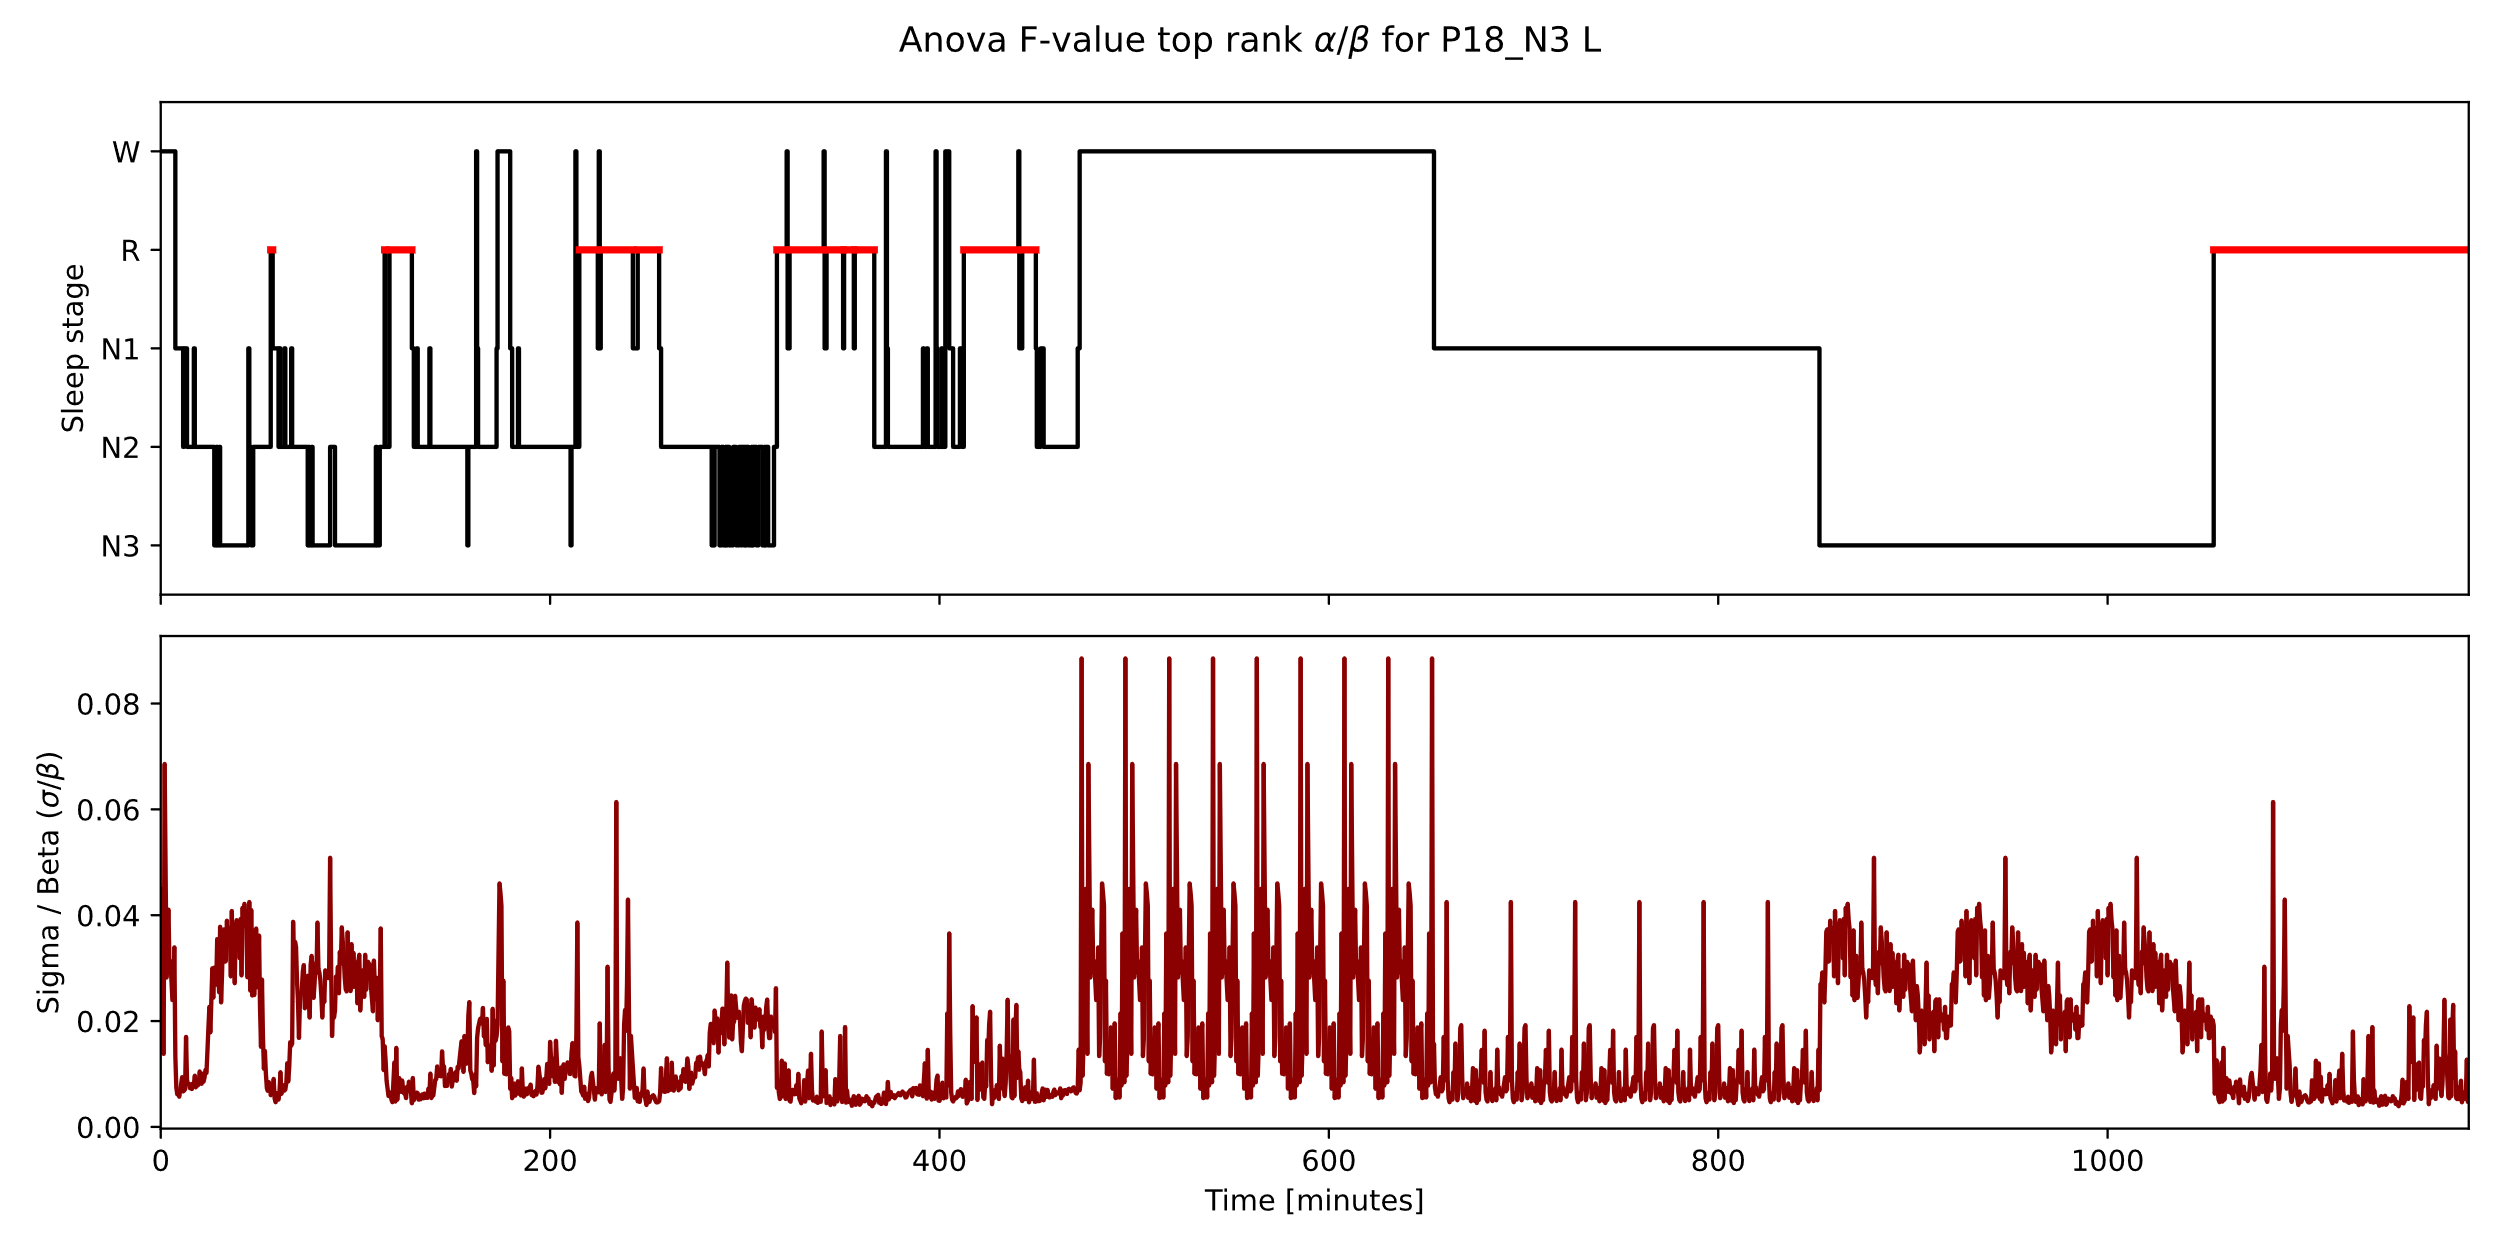 Anova F-value top rank α/β for P18_N3 L
W
R
N1
N2
N3
Sleep stage
0.08
0.06
0.04
0.02
0.00
Sigma / Beta (σ/β)
0
200
400
600
800
1000
Time [minutes]